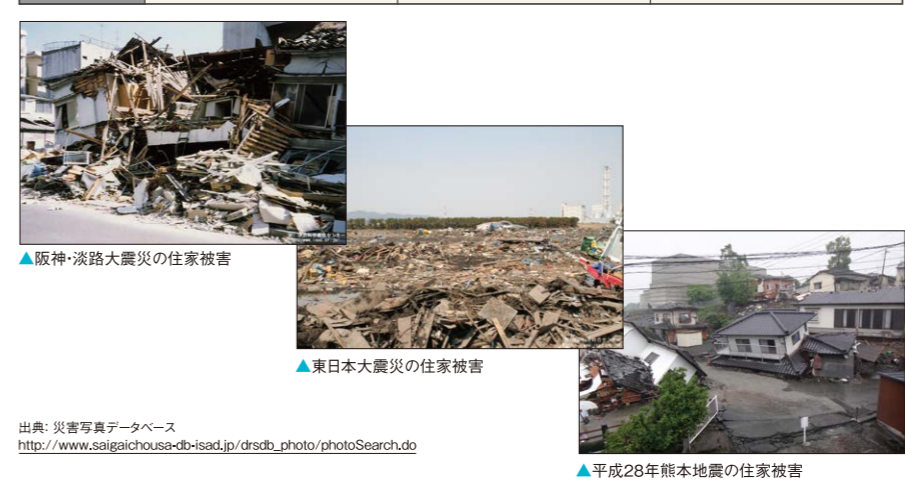 ▲阪神・淡路大震災の住家被害
▲東日本大震災の住家被害
出典: 災害写真データベース
http://www.saigaichousa-db-isad.jp/drsdb_photo/photoSearch.do
▲平成28年熊本地震の住家被害